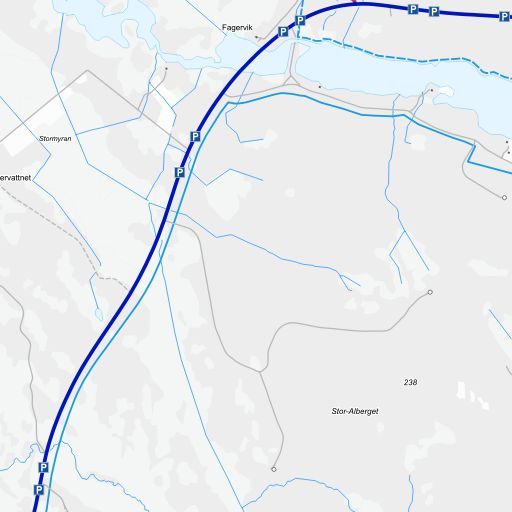 P
P P
Fagervik P
P
P
Stormyran
P
ervattnet
238
Stor-Alberget
P
P